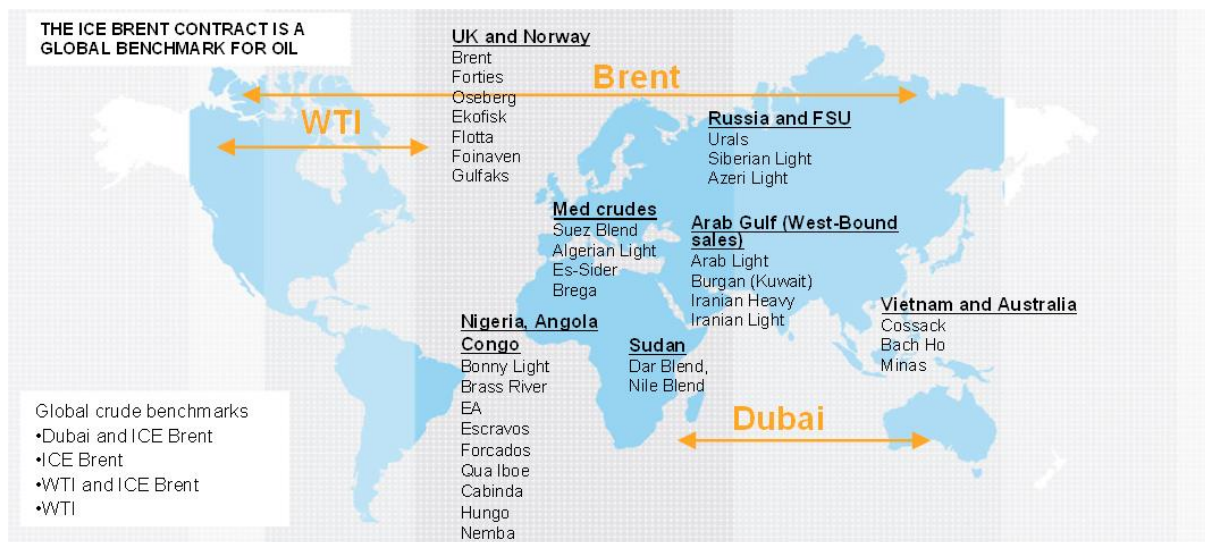 THE ICE BRENT CONTRACT IS A
GLOBAL BENCHMARK FOR OIL
UK and Norway
Brent
Forties
Oseberg
Ekofisk
Flotta
Foinaven
Gulfaks
Brent
WTI
Russia and FSU
Urals
Siberian Light
Azeri Light
Med crudes
Suez Blend
Algerian Light
Es-Sider
Brega
Arab Gulf (West-Bound
sales)
Arab Light
Burgan (Kuwait)
Iranian Heavy
Iranian Light
Vietnam and Australia
Cossack
Bach Ho
Minas
Nigeria, Angola
Congo
Bonny Light
Brass River
EA
Escravos
Forcados
Qua Iboe
Cabinda
Hungo
Nemba
Sudan
Dar Blend,
Nile Blend
Dubai
Global crude benchmarks
•Dubai and ICE Brent
•ICE Brent
•WTI and ICE Brent
•WTI